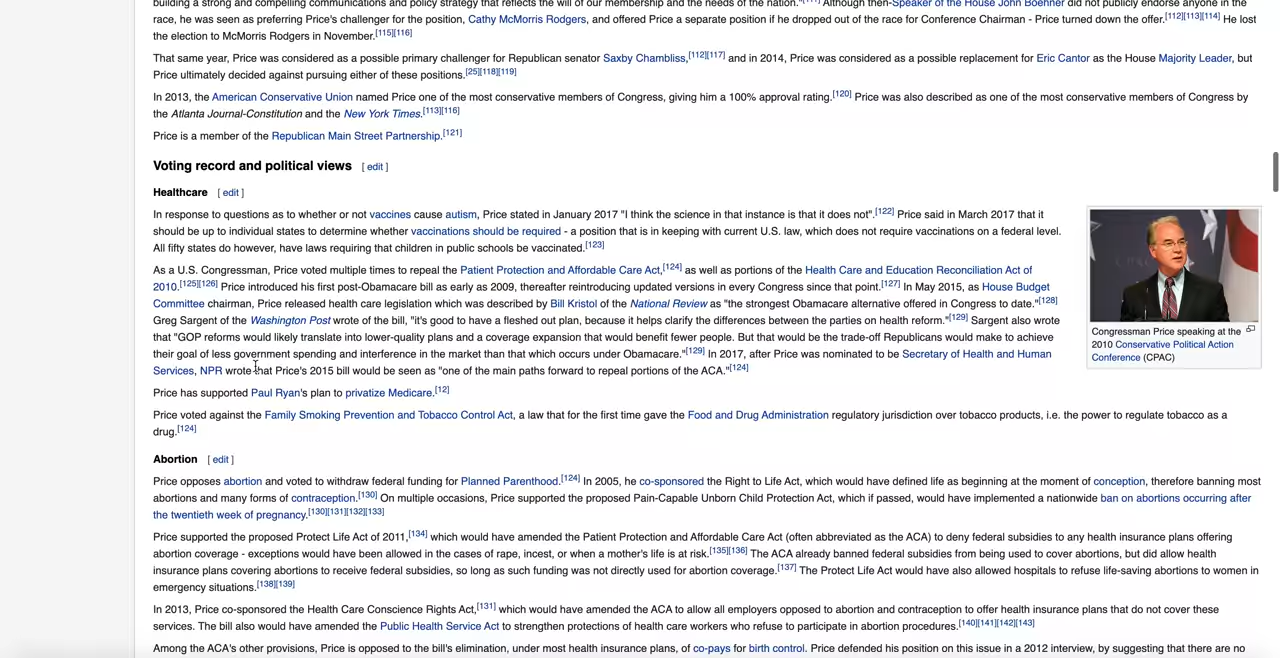 building a strong and compelling communications and policy strategy that reflects the will of our membership and the needs of the nation."[111] Although then-Speaker of the House John Boehner did not publicly endorse anyone in the
race, he was seen as preferring Price's challenger for the position, Cathy McMorris Rodgers, and offered Price a separate position if he dropped out of the race for Conference Chairman - Price turned down the offer.[112][113][114] He lost
the election to McMorris Rodgers in November.[115][116]
That same year, Price was considered as a possible primary challenger for Republican senator Saxby Chambliss,[112][117] and in 2014, Price was considered as a possible replacement for Eric Cantor as the House Majority Leader, but
Price ultimately decided against pursuing either of these positions.[25][118][119]
In 2013, the American Conservative Union named Price one of the most conservative members of Congress, giving him a 100% approval rating.[120] Price was also described as one of the most conservative members of Congress by
the Atlanta Journal-Constitution and the New York Times.[113][116]
Price is a member of the Republican Main Street Partnership.[121]
Voting record and political views [ edit ]
Healthcare [ edit ]
In response to questions as to whether or not vaccines cause autism, Price stated in January 2017 "I think the science in that instance is that it does not".[122] Price said in March 2017 that it
should be up to individual states to determine whether vaccinations should be required - a position that is in keeping with current U.S. law, which does not require vaccinations on a federal level.
All fifty states do however, have laws requiring that children in public schools be vaccinated.[123]
As a U.S. Congressman, Price voted multiple times to repeal the Patient Protection and Affordable Care Act,[124] as well as portions of the Health Care and Education Reconciliation Act of
2010.[125][126] Price introduced his first post-Obamacare bill as early as 2009, thereafter reintroducing updated versions in every Congress since that point.[127] In May 2015, as House Budget
Committee chairman, Price released health care legislation which was described by Bill Kristol of the National Review as "the strongest Obamacare alternative offered in Congress to date."[128]
Greg Sargent of the Washington Post wrote of the bill, "it's good to have a fleshed out plan, because it helps clarify the differences between the parties on health reform."[129] Sargent also wrote
that "GOP reforms would likely translate into lower-quality plans and a coverage expansion that would benefit fewer people. But that would be the trade-off Republicans would make to achieve
their goal of less government spending and interference in the market than that which occurs under Obamacare."[129] In 2017, after Price was nominated to be Secretary of Health and Human
Services, NPR wrote that Price's 2015 bill would be seen as "one of the main paths forward to repeal portions of the ACA."[124]
Congressman Price speaking at the
2010 Conservative Political Action
Conference (CPAC)
Price has supported Paul Ryan's plan to privatize Medicare.[12]
Price voted against the Family Smoking Prevention and Tobacco Control Act, a law that for the first time gave the Food and Drug Administration regulatory jurisdiction over tobacco products, i.e. the power to regulate tobacco as a
drug.[124]
Abortion [ edit ]
Price opposes abortion and voted to withdraw federal funding for Planned Parenthood.[124] In 2005, he co-sponsored the Right to Life Act, which would have defined life as beginning at the moment of conception, therefore banning most
abortions and many forms of contraception.[130] On multiple occasions, Price supported the proposed Pain-Capable Unborn Child Protection Act, which if passed, would have implemented a nationwide ban on abortions occurring after
the twentieth week of pregnancy.[130][131][132][133]
Price supported the proposed Protect Life Act of 2011,[134] which would have amended the Patient Protection and Affordable Care Act (often abbreviated as the ACA) to deny federal subsidies to any health insurance plans offering
abortion coverage - exceptions would have been allowed in the cases of rape, incest, or when a mother's life is at risk.[135][136] The ACA already banned federal subsidies from being used to cover abortions, but did allow health
insurance plans covering abortions to receive federal subsidies, so long as such funding was not directly used for abortion coverage.[137] The Protect Life Act would have also allowed hospitals to refuse life-saving abortions to women in
emergency situations.[138][139]
In 2013, Price co-sponsored the Health Care Conscience Rights Act,[131] which would have amended the ACA to allow all employers opposed to abortion and contraception to offer health insurance plans that do not cover these
services. The bill also would have amended the Public Health Service Act to strengthen protections of health care workers who refuse to participate in abortion procedures.[140][141][142][143]
Among the ACA's other provisions, Price is opposed to the bill's elimination, under most health insurance plans, of co-pays for birth control. Price defended his position on this issue in a 2012 interview, by suggesting that there are no